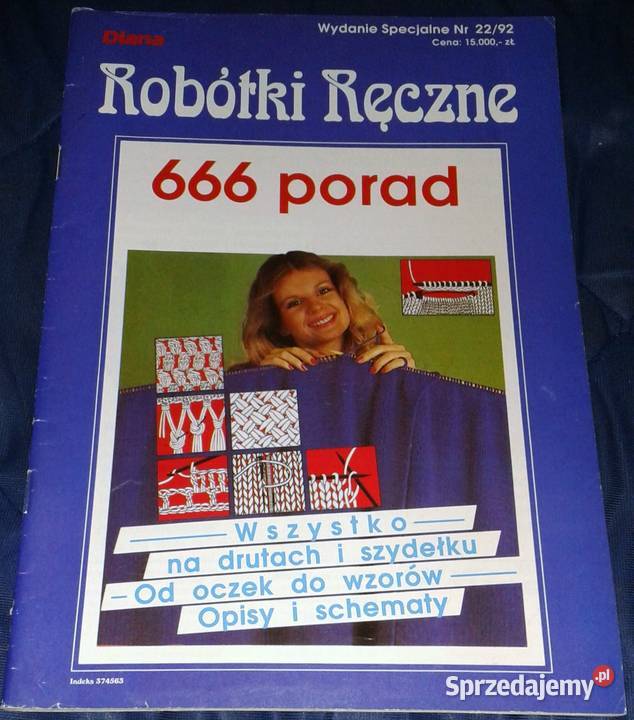 Diana
Wydanie Specjalne Nr 22/92
Cena: 15,000,- zł
Robótki Ręczne
666 porad
Wszystko
na drutach i szydełku
Od oczek do wzorów
Opisy i schematy
Indeks 374563
Sprzedajemy.pl